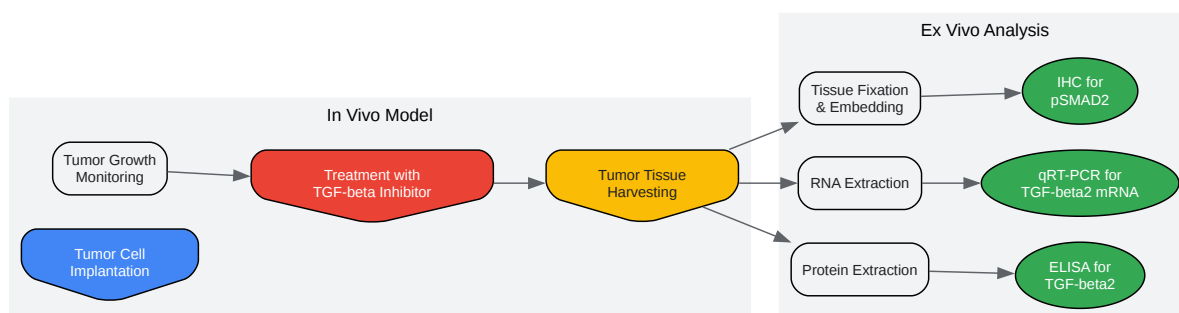 In Vivo Model
Tumor Growth
Monitoring
Treatment with
TGF-beta Inhibitor
Tumor Tissue
Harvesting
Tumor Cell
Implantation
Ex Vivo Analysis
Tissue Fixation
& Embedding
IHC for
pSMAD2
RNA Extraction
qRT-PCR for
TGF-beta2 mRNA
Protein Extraction
ELISA for
TGF-beta2